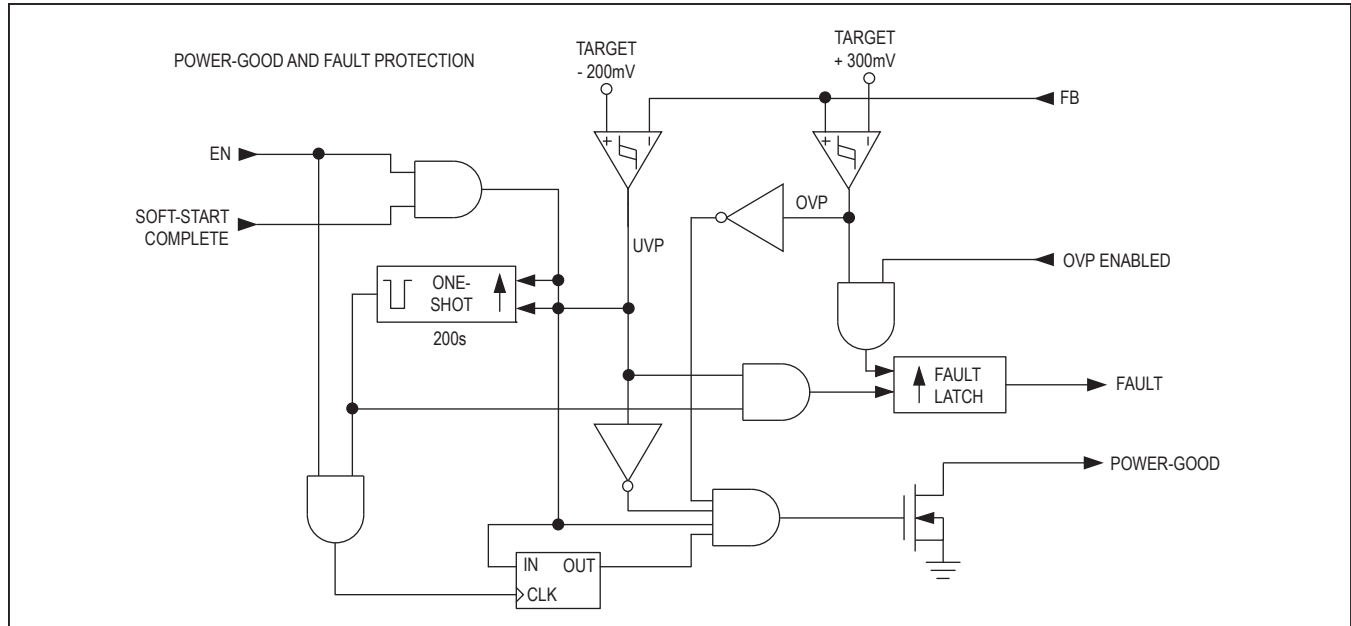 POWER-GOOD AND FAULT PROTECTION
TARGET
- 200mV
TARGET
+ 300mV
FB
+
–
+
–
EN
SOFT-START
COMPLETE
OVP
UVP
OVP ENABLED
ONE-
SHOT
200s
FAULT
LATCH
FAULT
POWER-GOOD
IN OUT
CLK